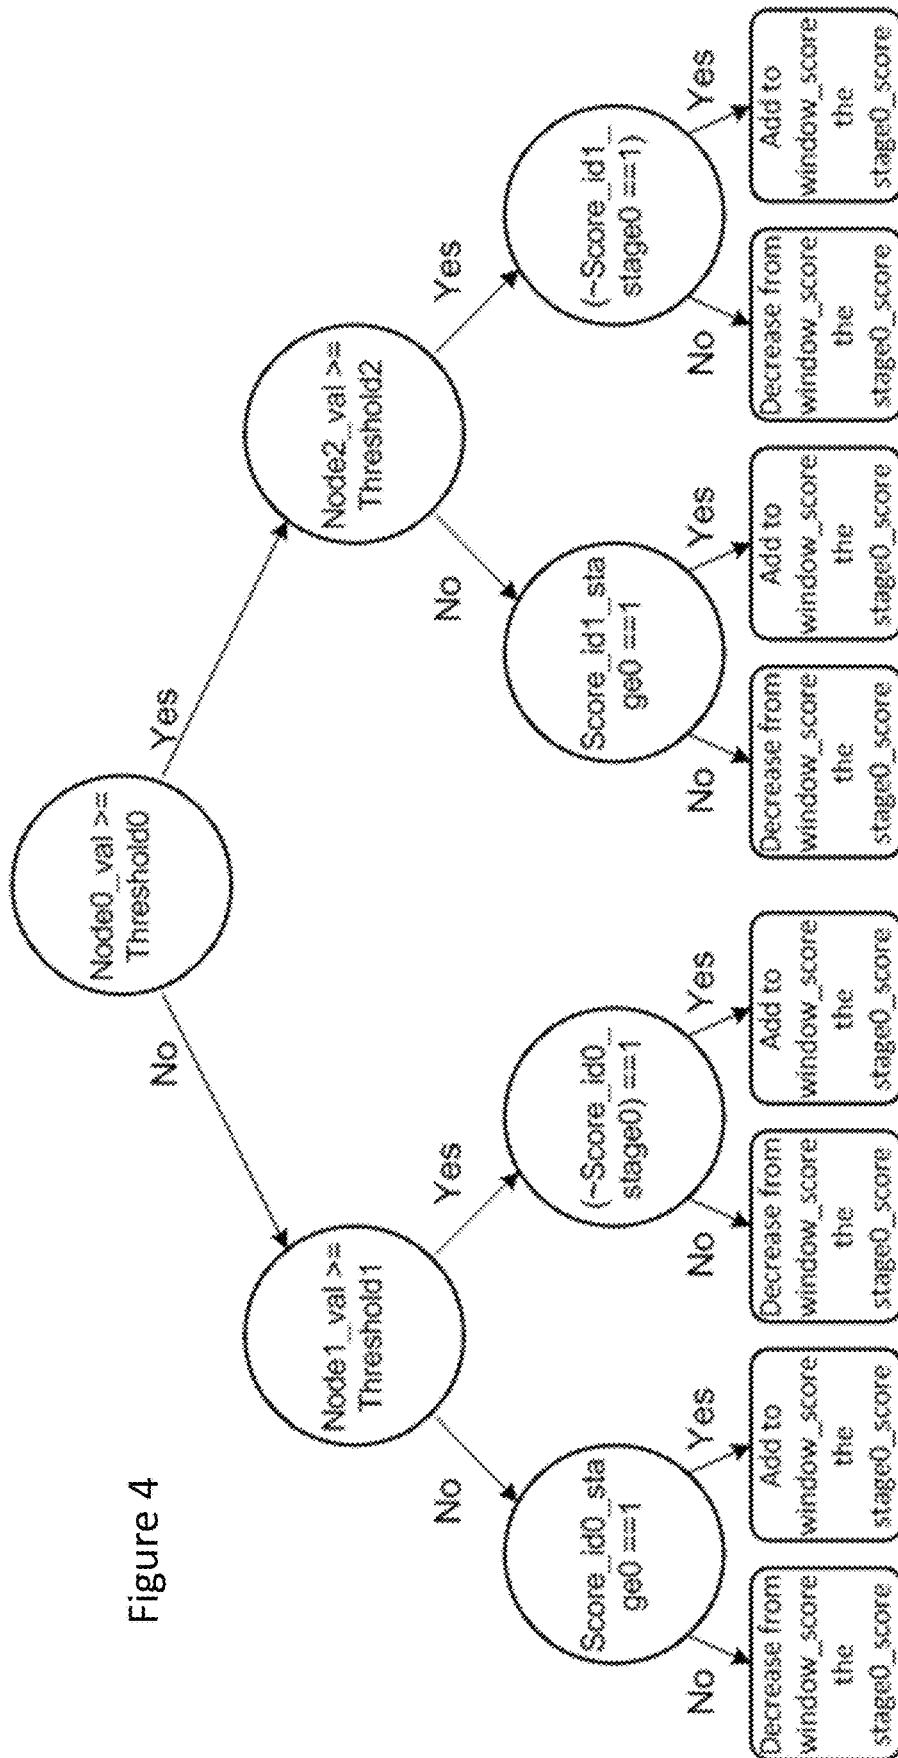 Figure 4
Node0_val >=
Threshold0
No
Yes
Node1_val >=
Threshold1
Node2_val >=
Threshold2
No
Yes
No
Yes
Score_id0_sta
ge0 ==1
(~Score_id0_
stage0) ==1
Score_id1_sta
ge0 ==1
(~Score_id1_
stage0 ==1)
No
Yes
No
Yes
No
Yes
No
Yes
Decrease from
window_score
the
stage0_score
Add to
window_score
the
stage0_score
Decrease from
window_score
the
stage0_score
Add to
window_score
the
stage0_score
Decrease from
window_score
the
stage0_score
Add to
window_score
the
stage0_score
Decrease from
window_score
the
stage0_score
Add to
window_score
the
stage0_score